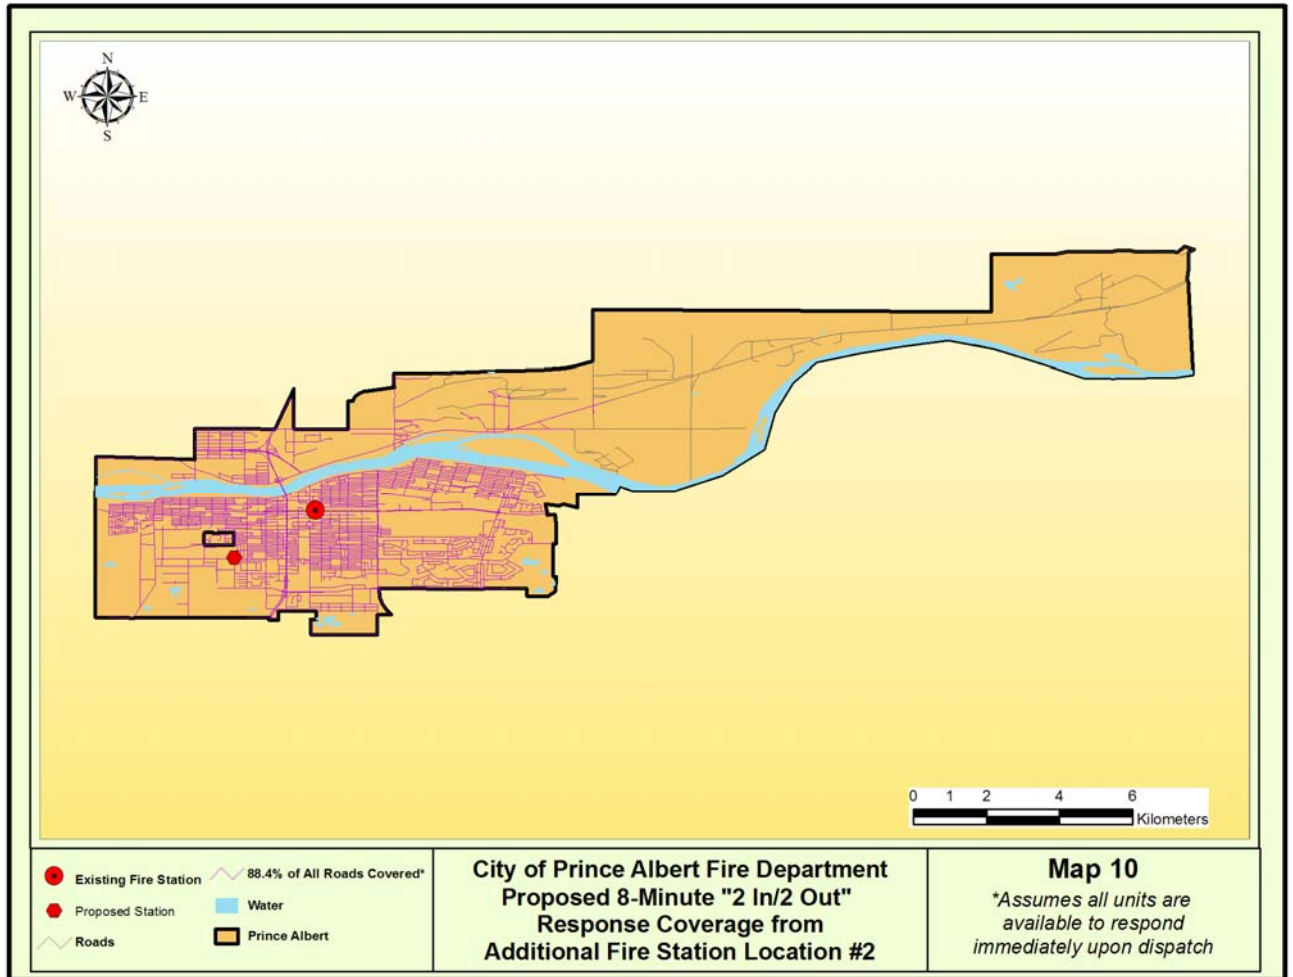 N
W E
S
0 1 2 4 6
Kilometers
Existing Fire Station
Proposed Station
Roads
88.4% of All Roads Covered*
Water
Prince Albert
City of Prince Albert Fire Department
Proposed 8-Minute "2 In/2 Out"
Response Coverage from
Additional Fire Station Location #2
Map 10
*Assumes all units are
available to respond
immediately upon dispatch